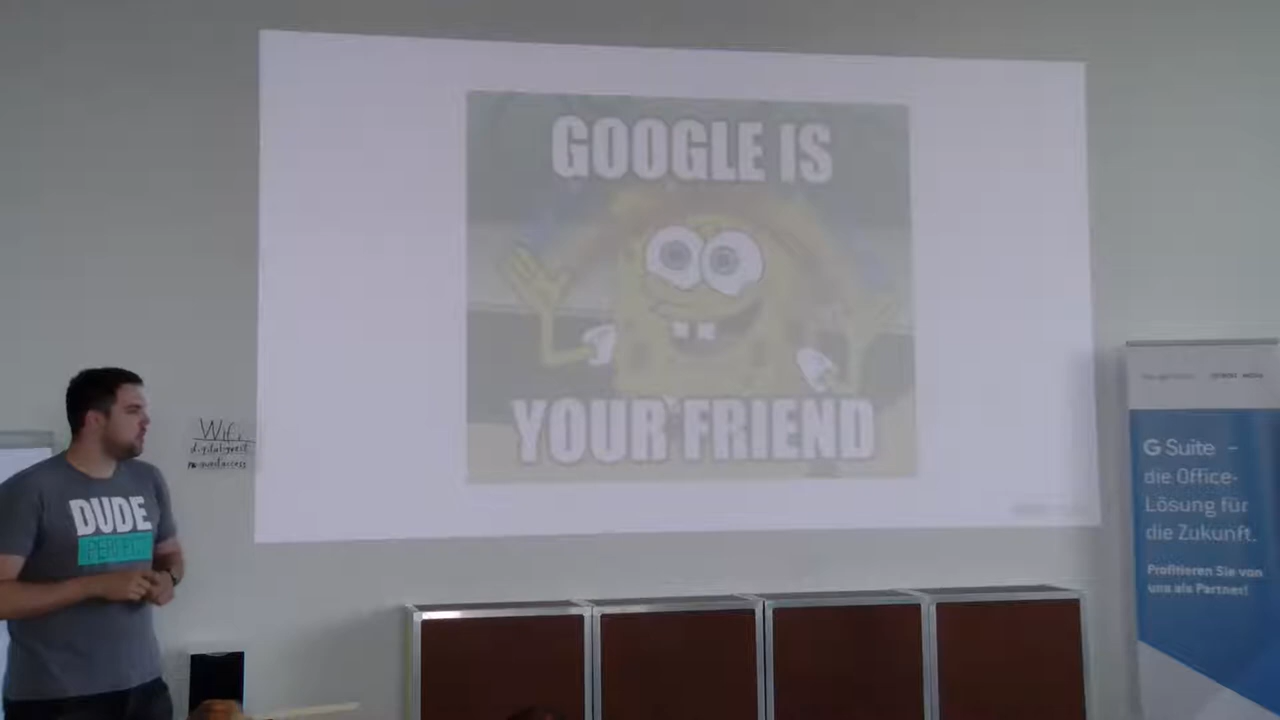 GOOGLE IS
YOUR FRIEND
DUDE
PERFECT
Wifi
G Suite –
die Office-
Lösung für
die Zukunft.
Profitieren Sie von
uns als Partner!